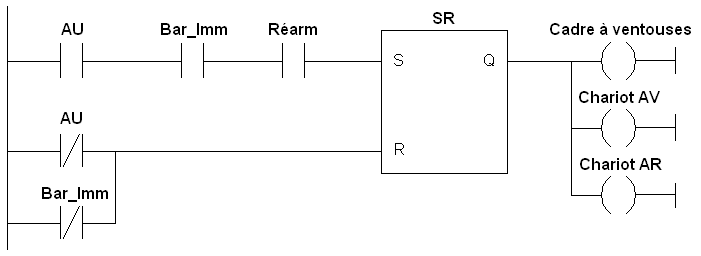 SR
AU Bar_Imm Réarm Cadre à ventouses
S Q
Chariot AV
AU
R
Chariot AR
Bar_Imm